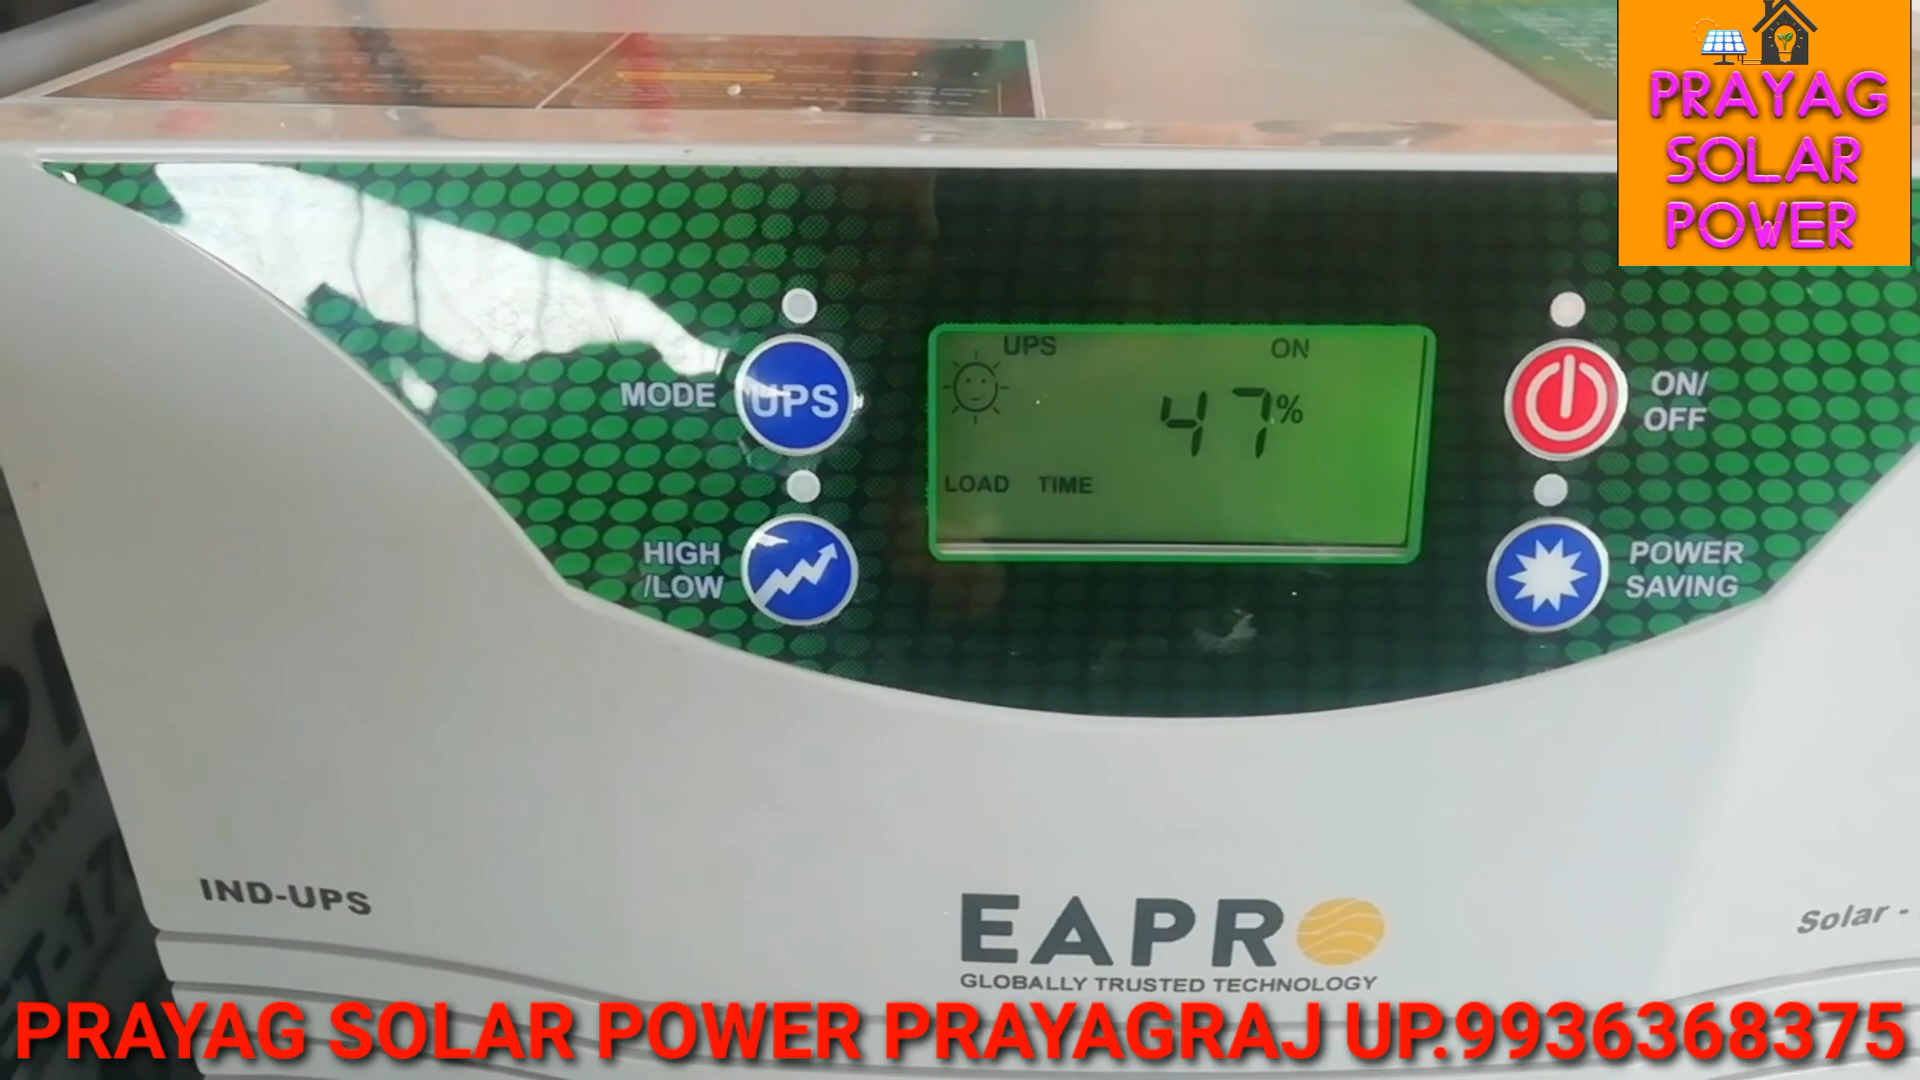 PRAYAG
SOLAR
POWER
UPS ON
MODE UPS
47%
ON/
OFF
LOAD TIME
HIGH
/LOW
POWER
SAVING
IND-UPS
EAPRO
Solar -
GLOBALLY TRUSTED TECHNOLOGY
PRAYAG SOLAR POWER PRAYAGRAJ UP.9936368375